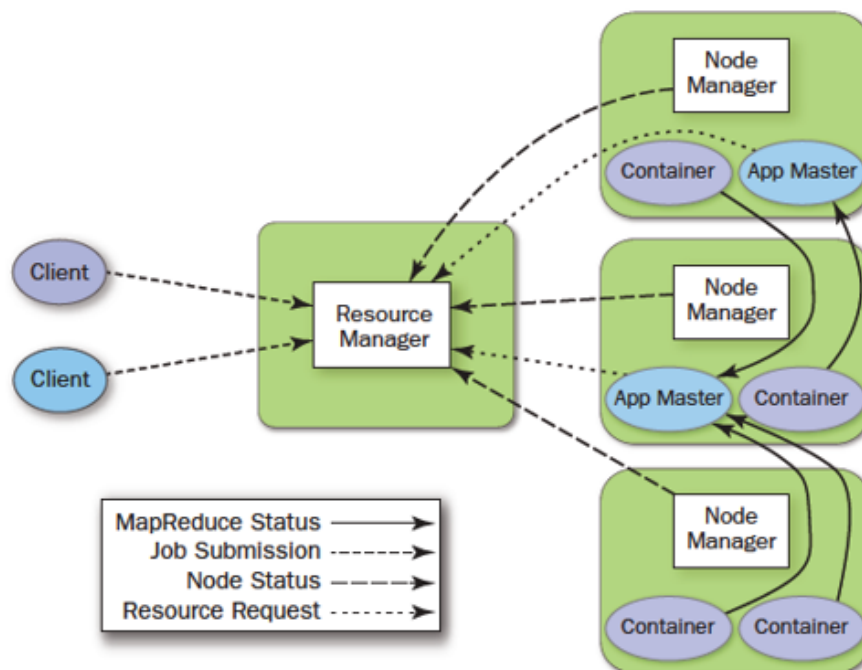 Client
Client
Resource
Manager
Node
Manager
Container
App Master
Node
Manager
App Master
Container
Node
Manager
Container
Container
MapReduce Status
Job Submission
Node Status
Resource Request